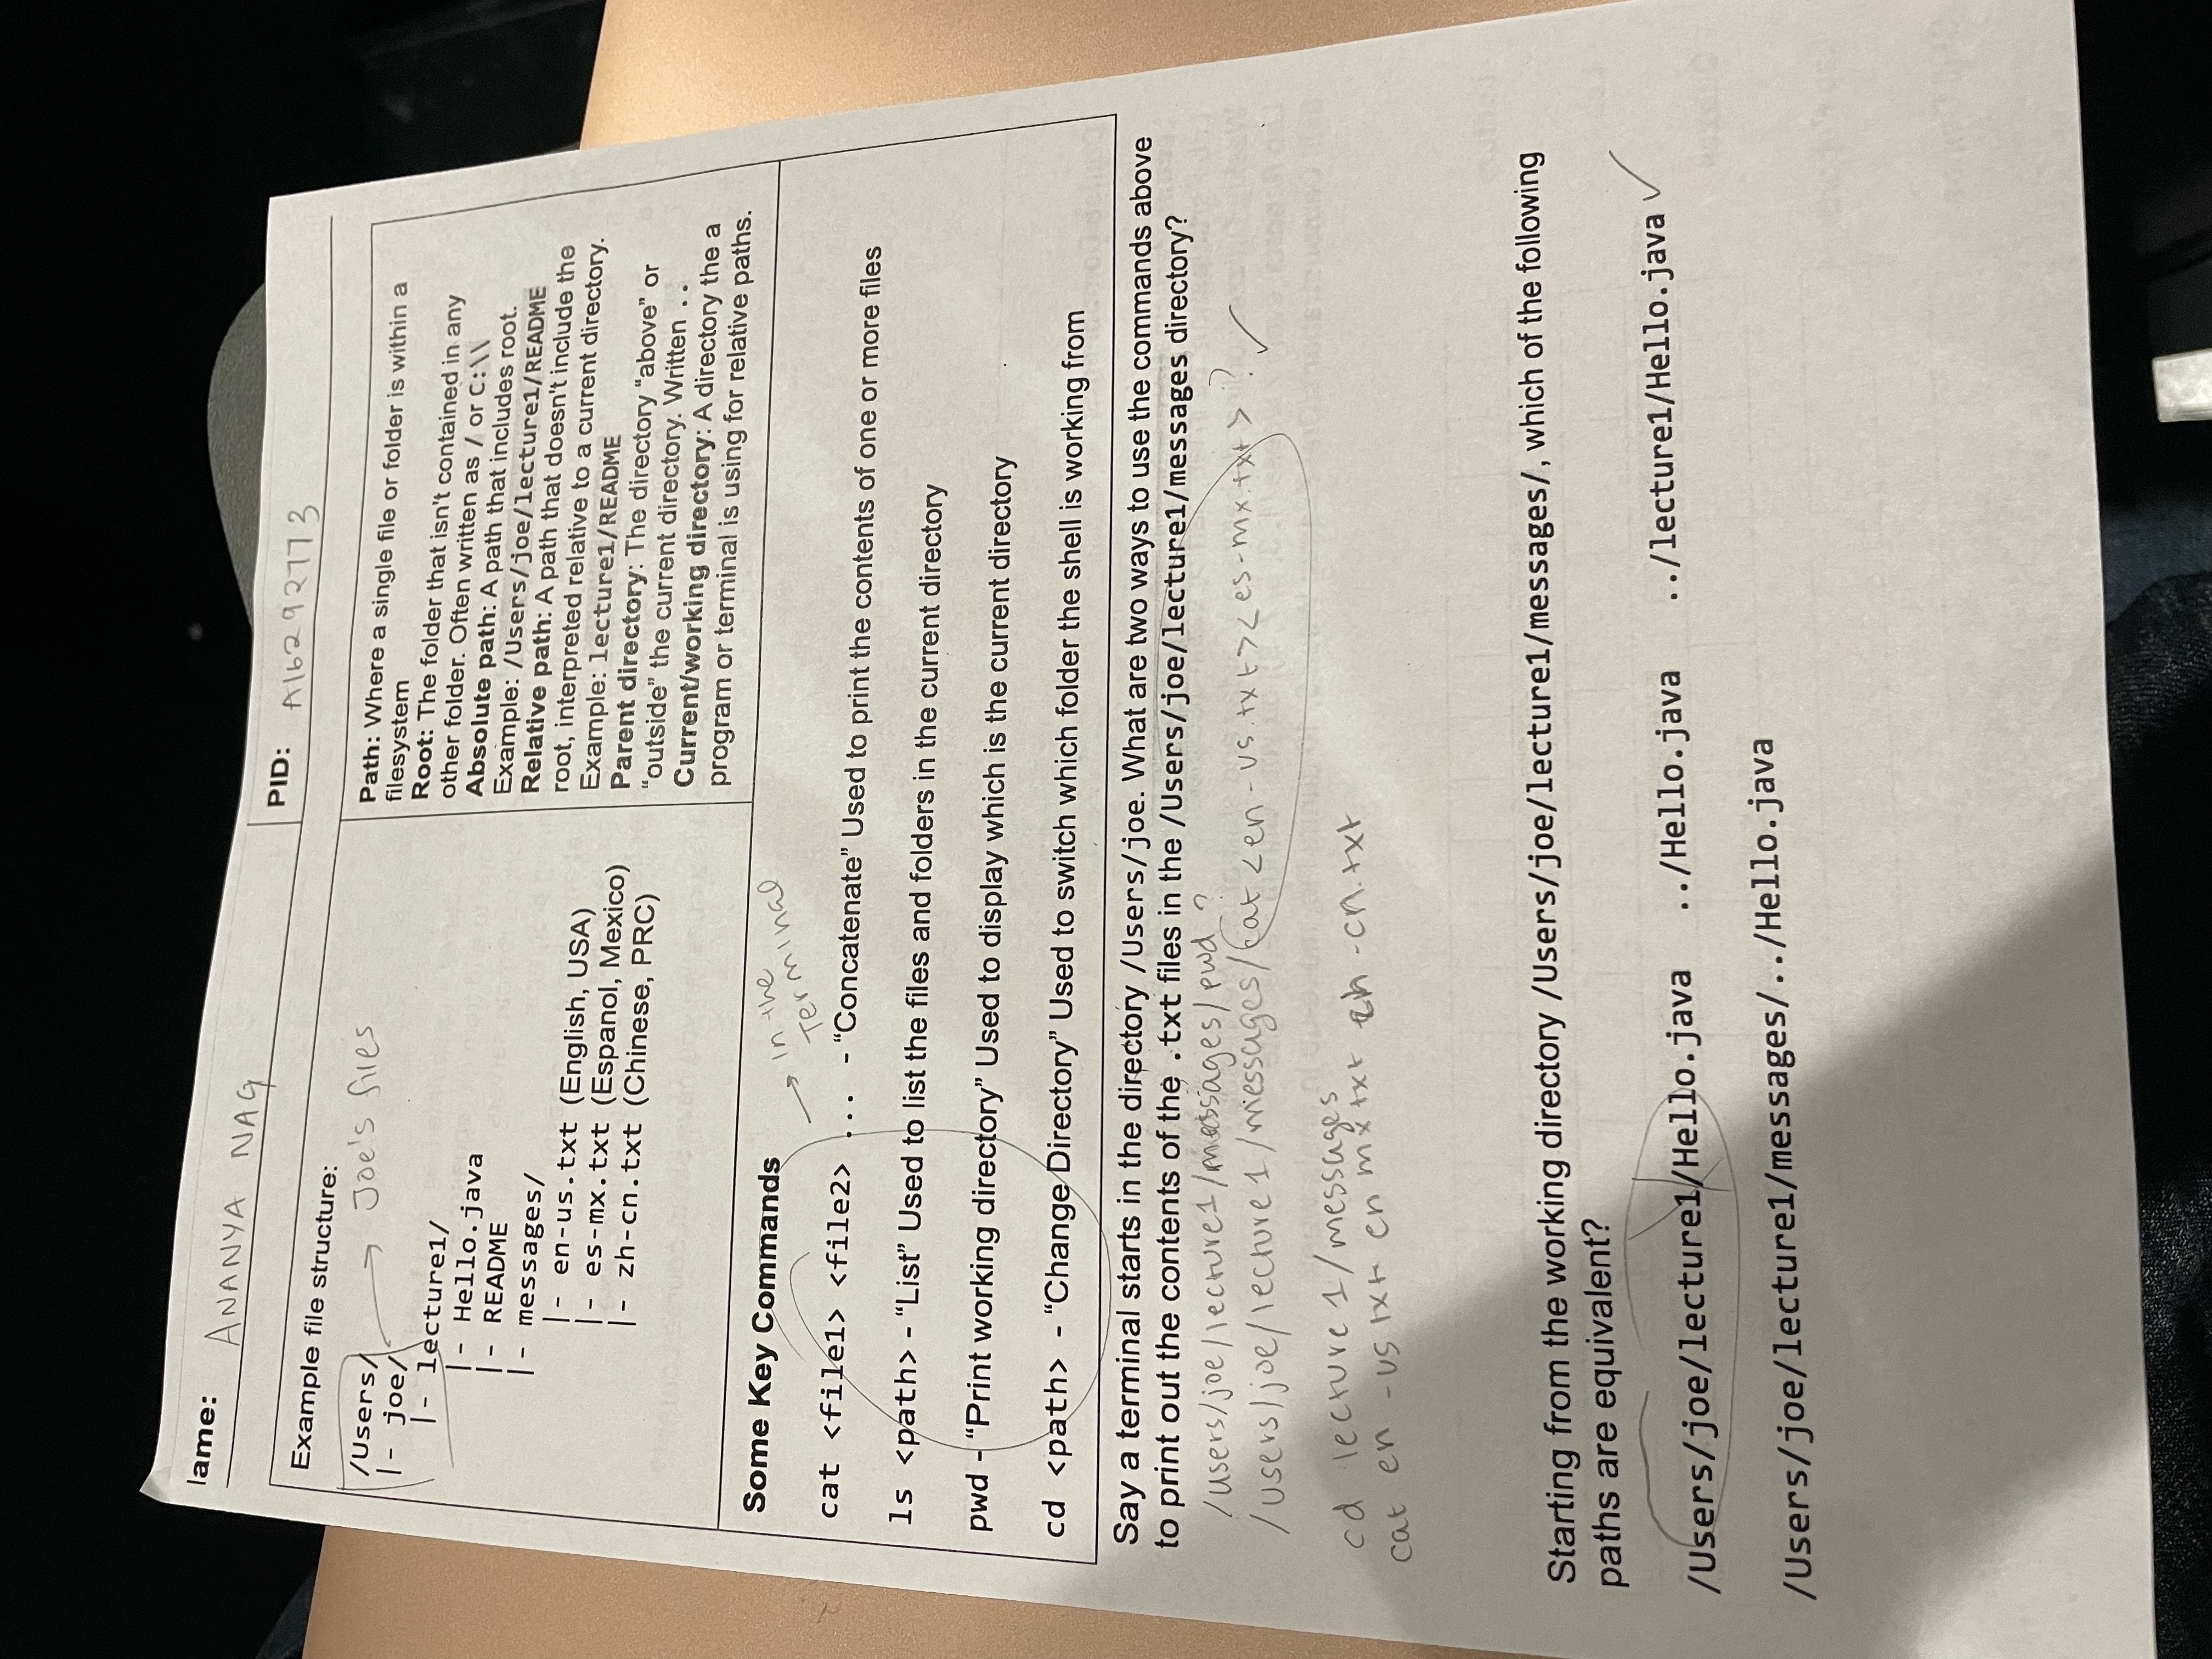 lame: ANANYA NAG
PID: A16292773
Example file structure:
/Users/
|- joe/
→ Joe's files
|- lecture1/
|- Hello.java
|- README
|- messages/
|- en-us.txt (English, USA)
|- es-mx.txt (Espanol, Mexico)
|- zh-cn.txt (Chinese, PRC)
Path: Where a single file or folder is within a
filesystem
Root: The folder that isn't contained in any
other folder. Often written as / or C:\\
Absolute path: A path that includes root.
Example: /Users/joe/lecture1/README
Relative path: A path that doesn't include the
root, interpreted relative to a current directory.
Example: lecture1/README
Parent directory: The directory “above” or
“outside” the current directory. Written ..
Current/working directory: A directory the a
program or terminal is using for relative paths.
Some Key Commands
→ In the
Terminal
cat <file1> <file2> ... - “Concatenate” Used to print the contents of one or more files
ls <path> - “List” Used to list the files and folders in the current directory
pwd - “Print working directory” Used to display which is the current directory
cd <path> - “Change Directory” Used to switch which folder the shell is working from
Say a terminal starts in the directory /Users/joe. What are two ways to use the commands above
to print out the contents of the .txt files in the /Users/joe/lecture1/messages directory?
/users/joe/lecture1/messages/pwd ?
/users/joe/lecture1/messages/cat <en-us.txt><es-mx.txt> ? ✓
cd lecture1/messages
cat en-us txt en mx txt zh-cn.txt
Starting from the working directory /Users/joe/lecture1/messages/, which of the following
paths are equivalent?
/Users/joe/lecture1/Hello.java ../Hello.java ../lecture1/Hello.java ✓
/Users/joe/lecture1/messages/../Hello.java